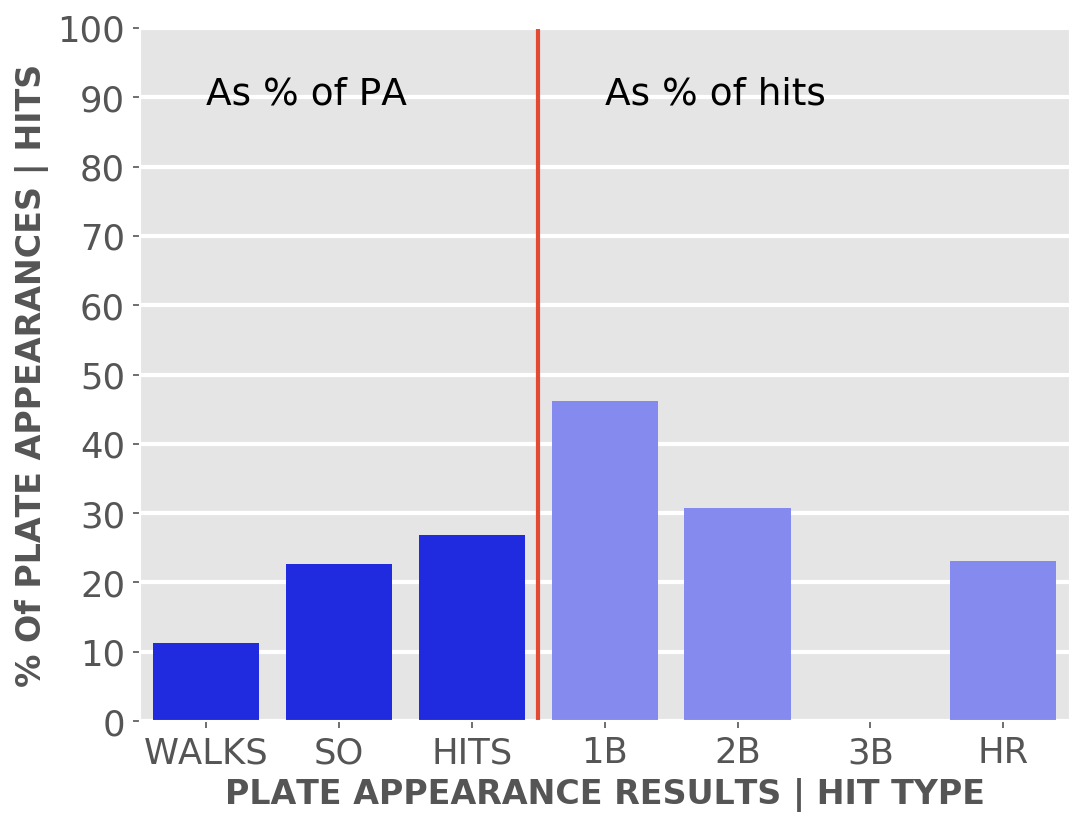 % Of PLATE APPEARANCES | HITS
100
90
80
70
60
50
40
30
20
10
0
As % of PA
As % of hits
WALKS SO HITS 1B 2B 3B HR
PLATE APPEARANCE RESULTS | HIT TYPE